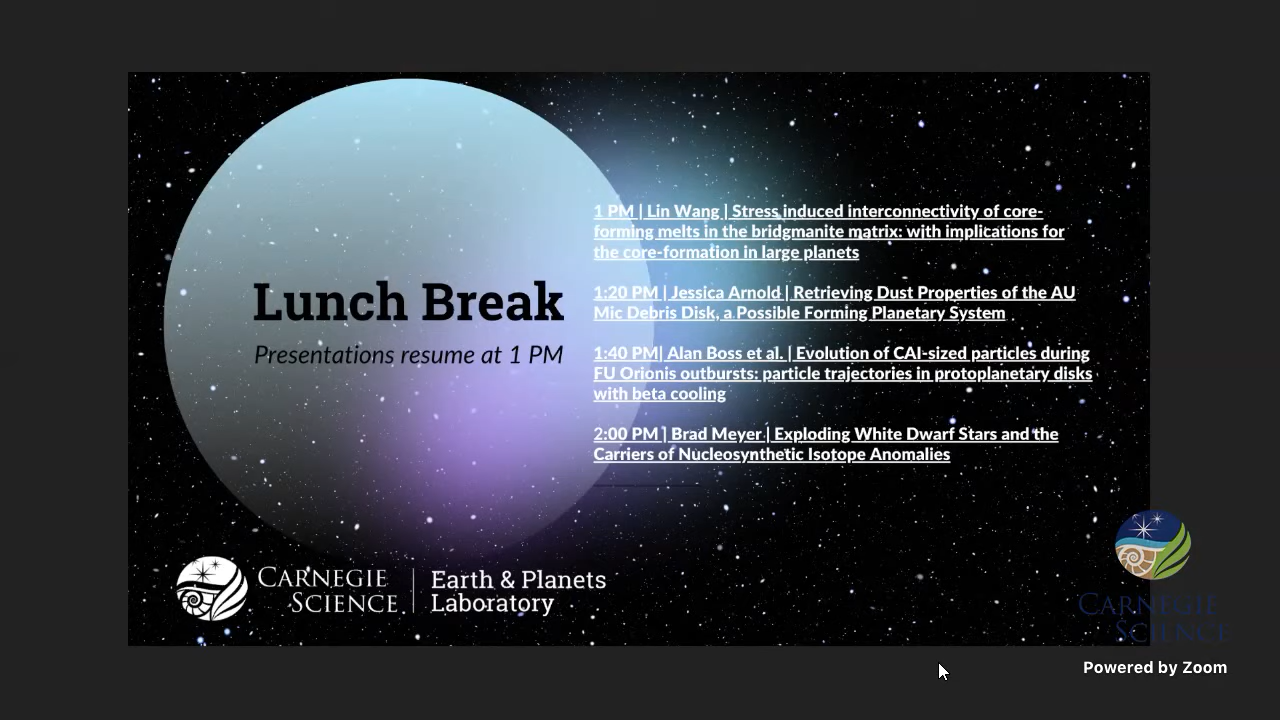 1 PM | Lin Wang | Stress induced interconnectivity of core-
forming melts in the bridgmanite matrix: with implications for
the core-formation in large planets
1:20 PM | Jessica Arnold | Retrieving Dust Properties of the AU
Mic Debris Disk, a Possible Forming Planetary System
1:40 PM| Alan Boss et al. | Evolution of CAI-sized particles during
FU Orionis outbursts: particle trajectories in protoplanetary disks
with beta cooling
2:00 PM | Brad Meyer | Exploding White Dwarf Stars and the
Carriers of Nucleosynthetic Isotope Anomalies
Lunch Break
Presentations resume at 1 PM
CARNEGIE
SCIENCE
Earth & Planets
Laboratory
CARNEGIE
SCIENCE
Powered by Zoom